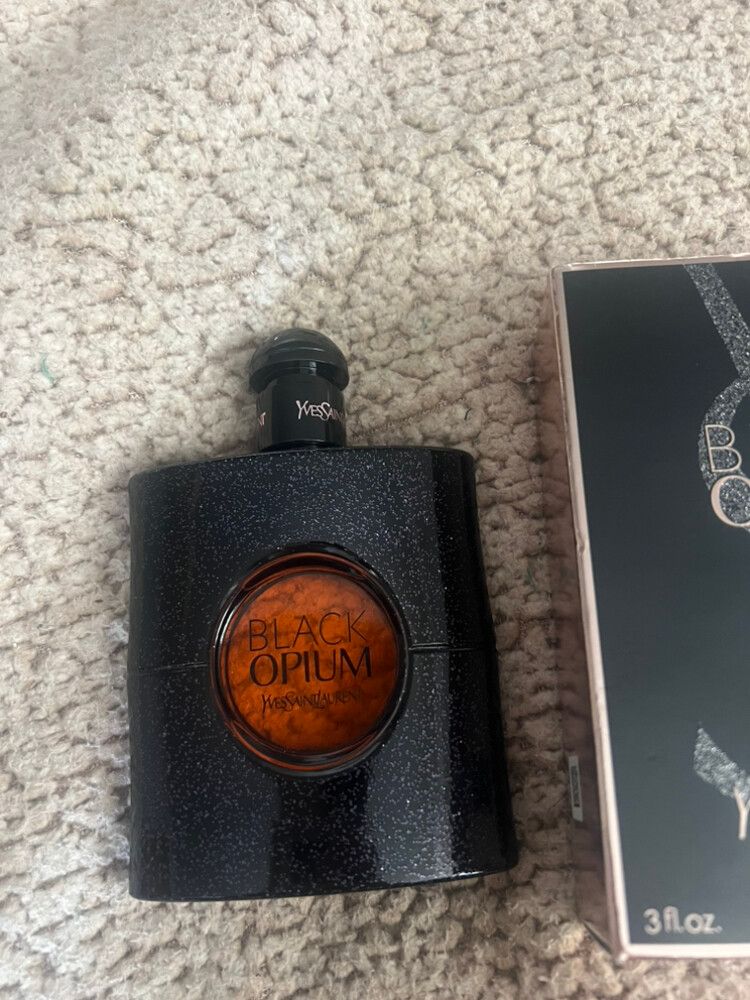 YVESSAINT
BLACK
OPIUM
YVESSAINTLAURENT
B
O
Y
3 fl.oz.